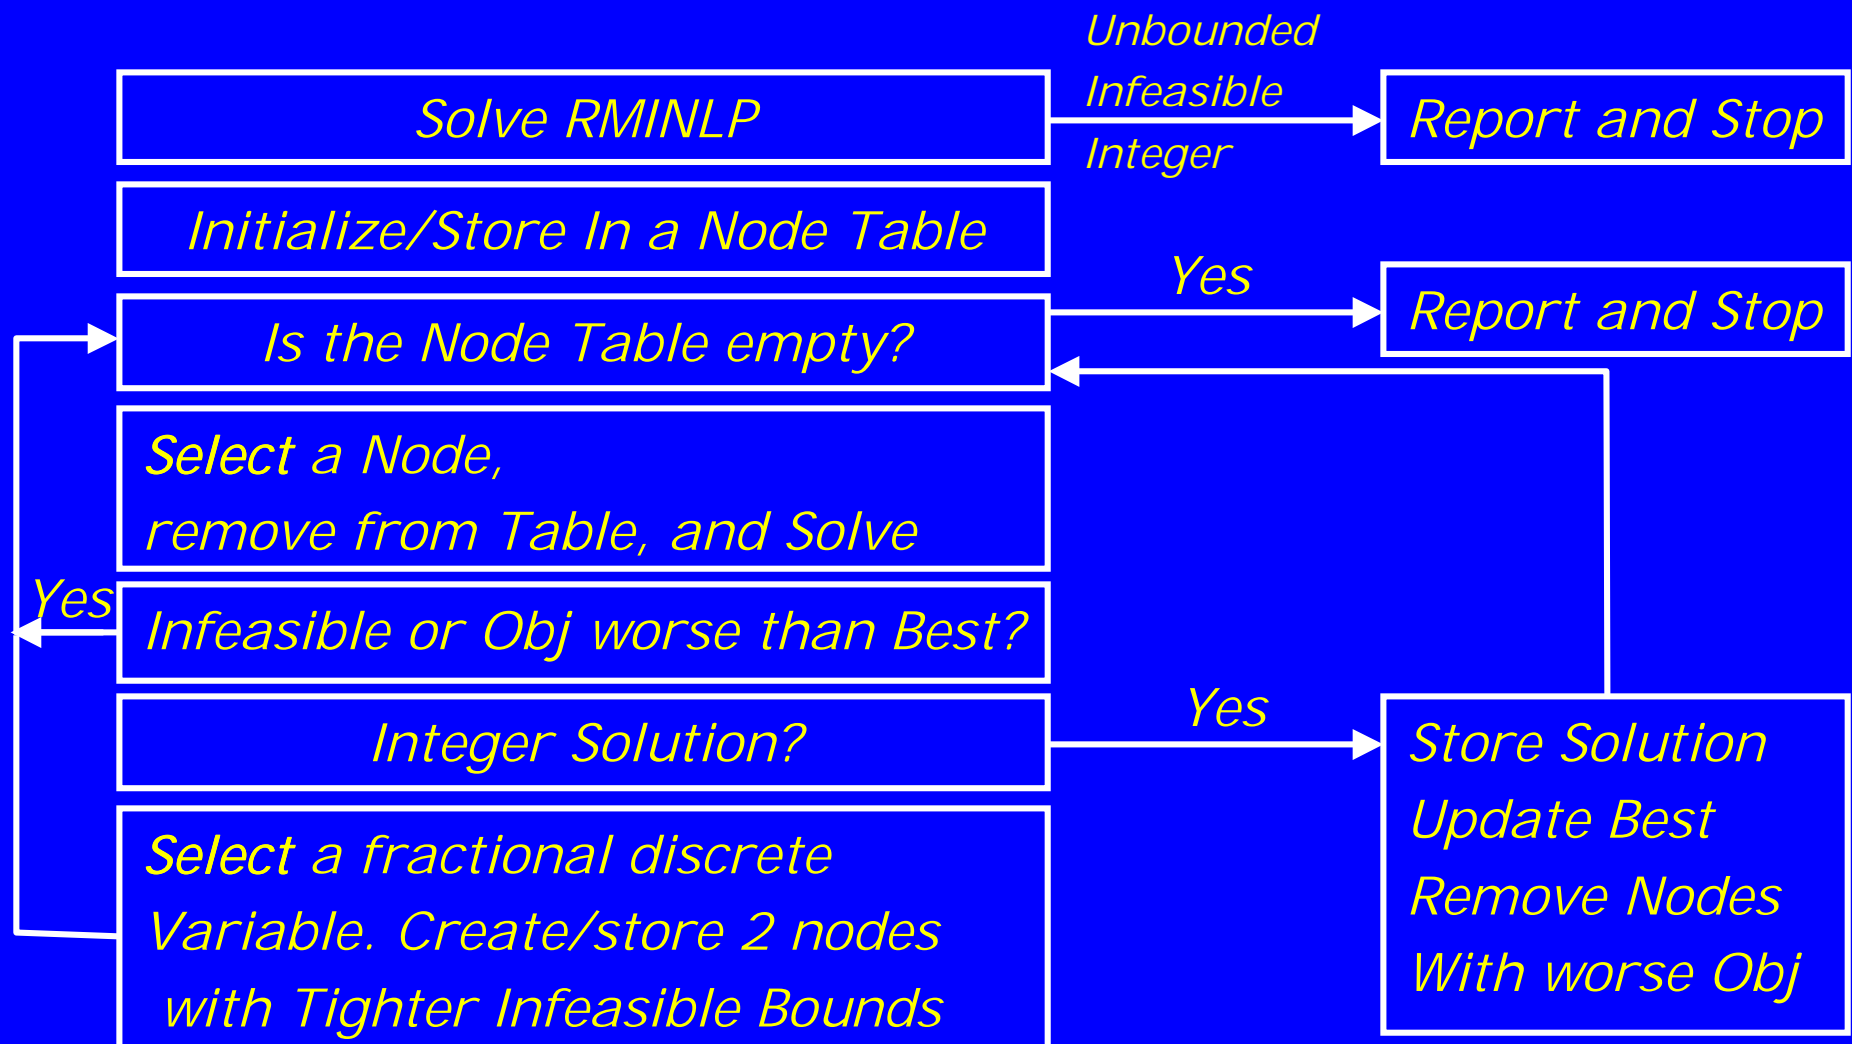 Unbounded
Infeasible
Integer
Solve RMINLP
Report and Stop
Initialize/Store In a Node Table
Yes
Report and Stop
Is the Node Table empty?
Select a Node,
remove from Table, and Solve
Yes
Infeasible or Obj worse than Best?
Integer Solution?
Yes
Store Solution
Update Best
Remove Nodes
With worse Obj
Select a fractional discrete
Variable. Create/store 2 nodes
with Tighter Infeasible Bounds